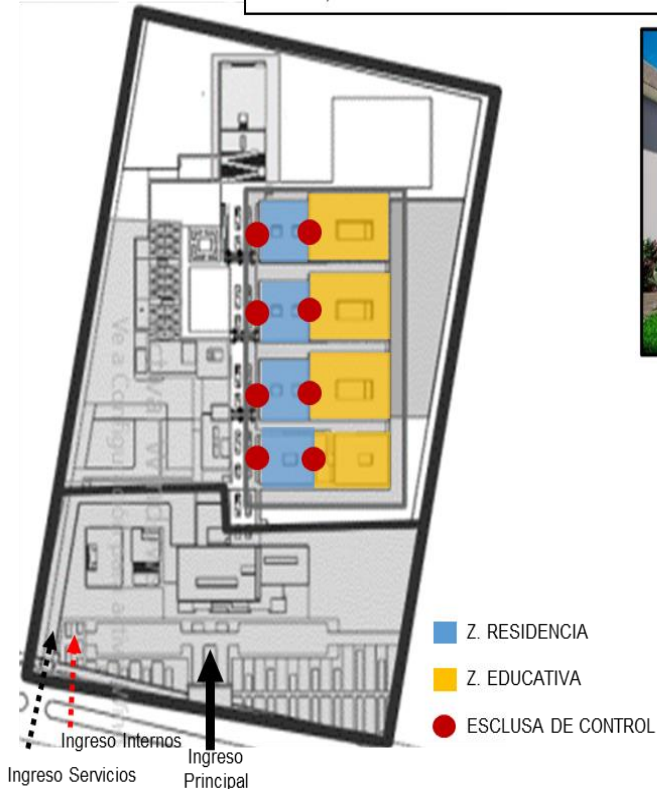 Z. RESIDENCIA
Z. EDUCATIVA
ESCLUSA DE CONTROL
Ingreso Internos
Ingreso Servicios
Ingreso
Principal